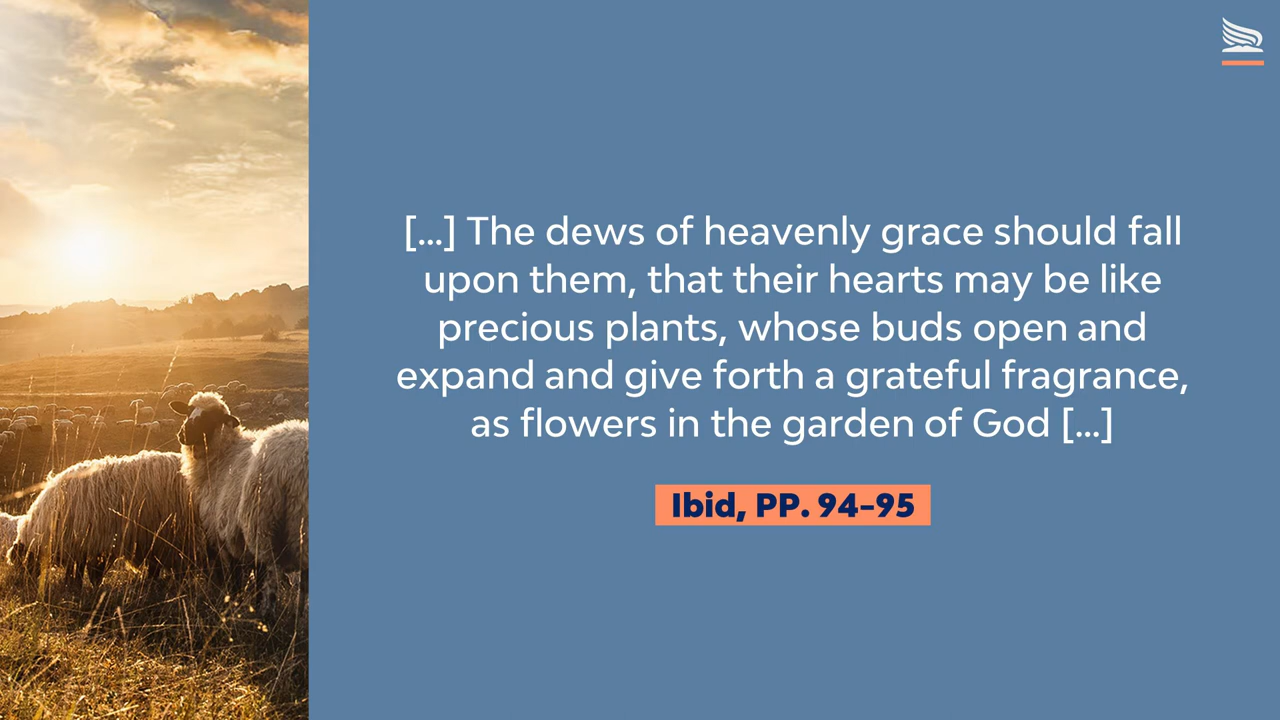 [...] The dews of heavenly grace should fall
upon them, that their hearts may be like
precious plants, whose buds open and
expand and give forth a grateful fragrance,
as flowers in the garden of God [...]
Ibid, PP. 94-95